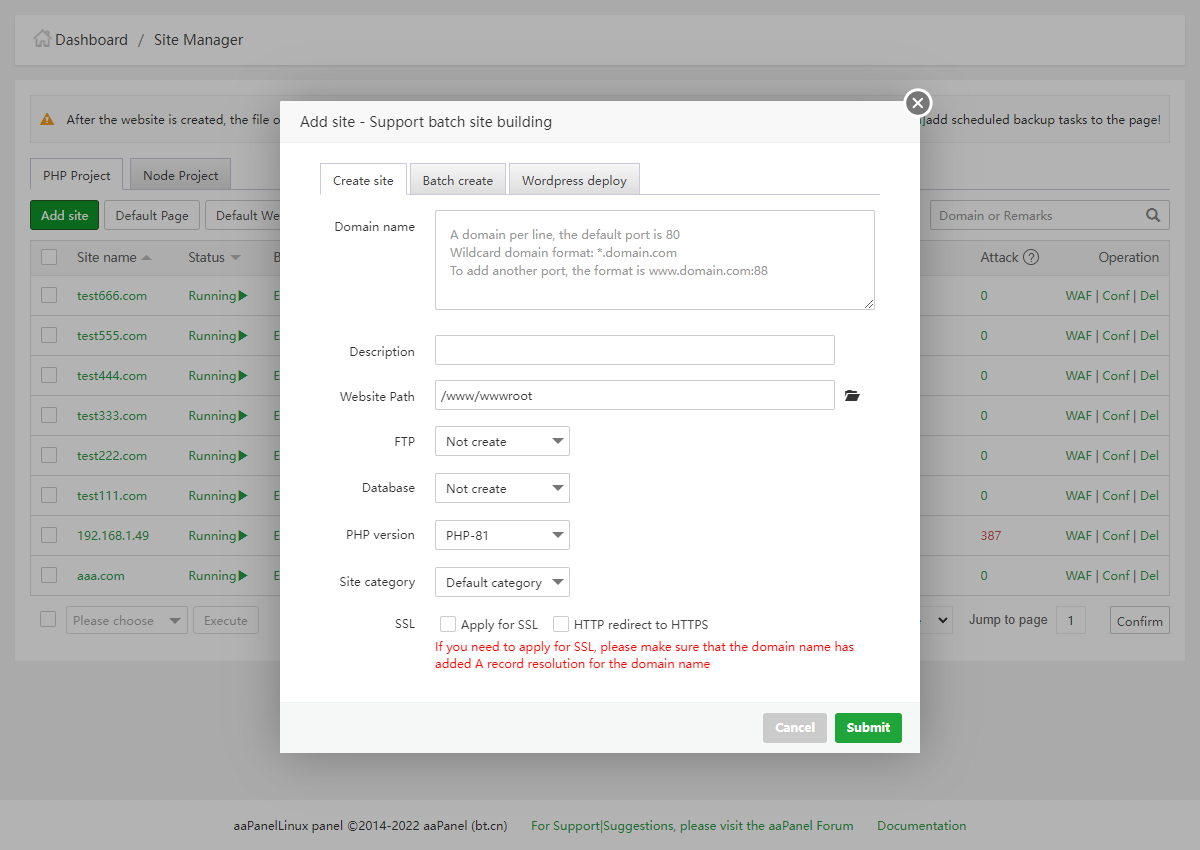 Dashboard / Site Manager
After the website is created, the file o
]add scheduled backup tasks to the page!
PHP Project
Node Project
Add site
Default Page
Default We
Domain or Remarks
Site name
Status
B
Attack ?
Operation
test666.com
Running
E
0
WAF | Conf | Del
test555.com
Running
E
0
WAF | Conf | Del
test444.com
Running
E
0
WAF | Conf | Del
test333.com
Running
E
0
WAF | Conf | Del
test222.com
Running
E
0
WAF | Conf | Del
test111.com
Running
E
0
WAF | Conf | Del
192.168.1.49
Running
E
387
WAF | Conf | Del
aaa.com
Running
E
0
WAF | Conf | Del
Please choose
Execute
Jump to page
1
Confirm
Add site - Support batch site building
Create site
Batch create
Wordpress deploy
Domain name
A domain per line, the default port is 80
Wildcard domain format: *.domain.com
To add another port, the format is www.domain.com:88
Description
Website Path
/www/wwwroot
FTP
Not create
Database
Not create
PHP version
PHP-81
Site category
Default category
SSL
Apply for SSL
HTTP redirect to HTTPS
If you need to apply for SSL, please make sure that the domain name has
added A record resolution for the domain name
Cancel
Submit
aaPanelLinux panel ©2014-2022 aaPanel (bt.cn)
For Support|Suggestions, please visit the aaPanel Forum
Documentation